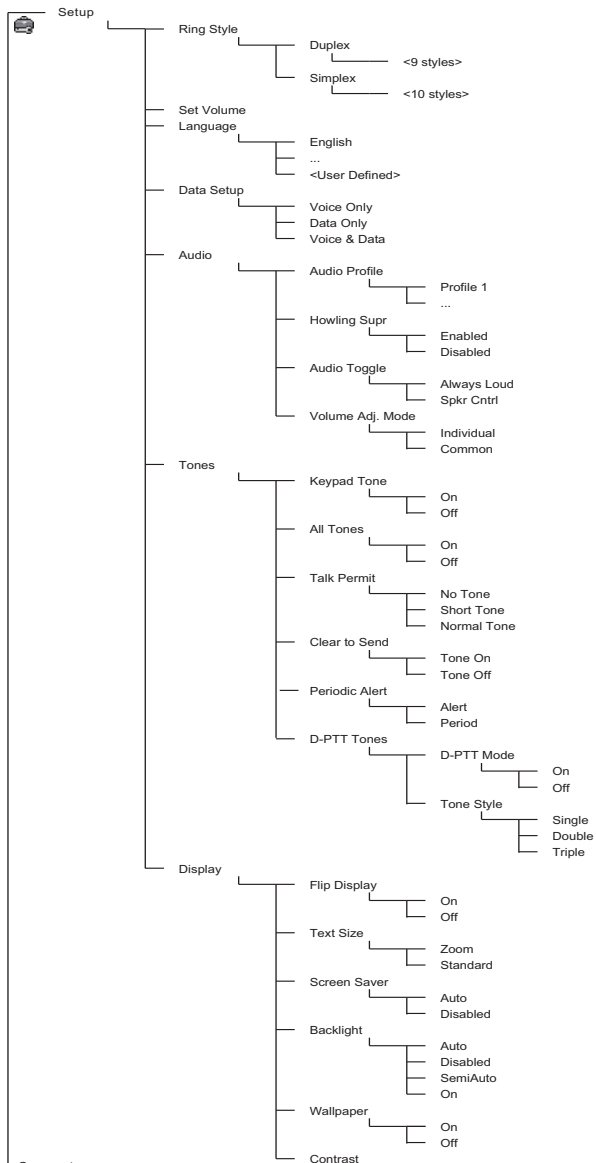 Setup
Ring Style
Duplex
<9 styles>
Simplex
<10 styles>
Set Volume
Language
English
...
<User Defined>
Data Setup
Voice Only
Data Only
Voice & Data
Audio
Audio Profile
Profile 1
...
Howling Supr
Enabled
Disabled
Audio Toggle
Always Loud
Spkr Cntrl
Volume Adj. Mode
Individual
Common
Tones
Keypad Tone
On
Off
All Tones
On
Off
Talk Permit
No Tone
Short Tone
Normal Tone
Clear to Send
Tone On
Tone Off
Periodic Alert
Alert
Period
D-PTT Tones
D-PTT Mode
On
Off
Tone Style
Single
Double
Triple
Display
Flip Display
On
Off
Text Size
Zoom
Standard
Screen Saver
Auto
Disabled
Backlight
Auto
Disabled
SemiAuto
On
Wallpaper
On
Off
Contrast